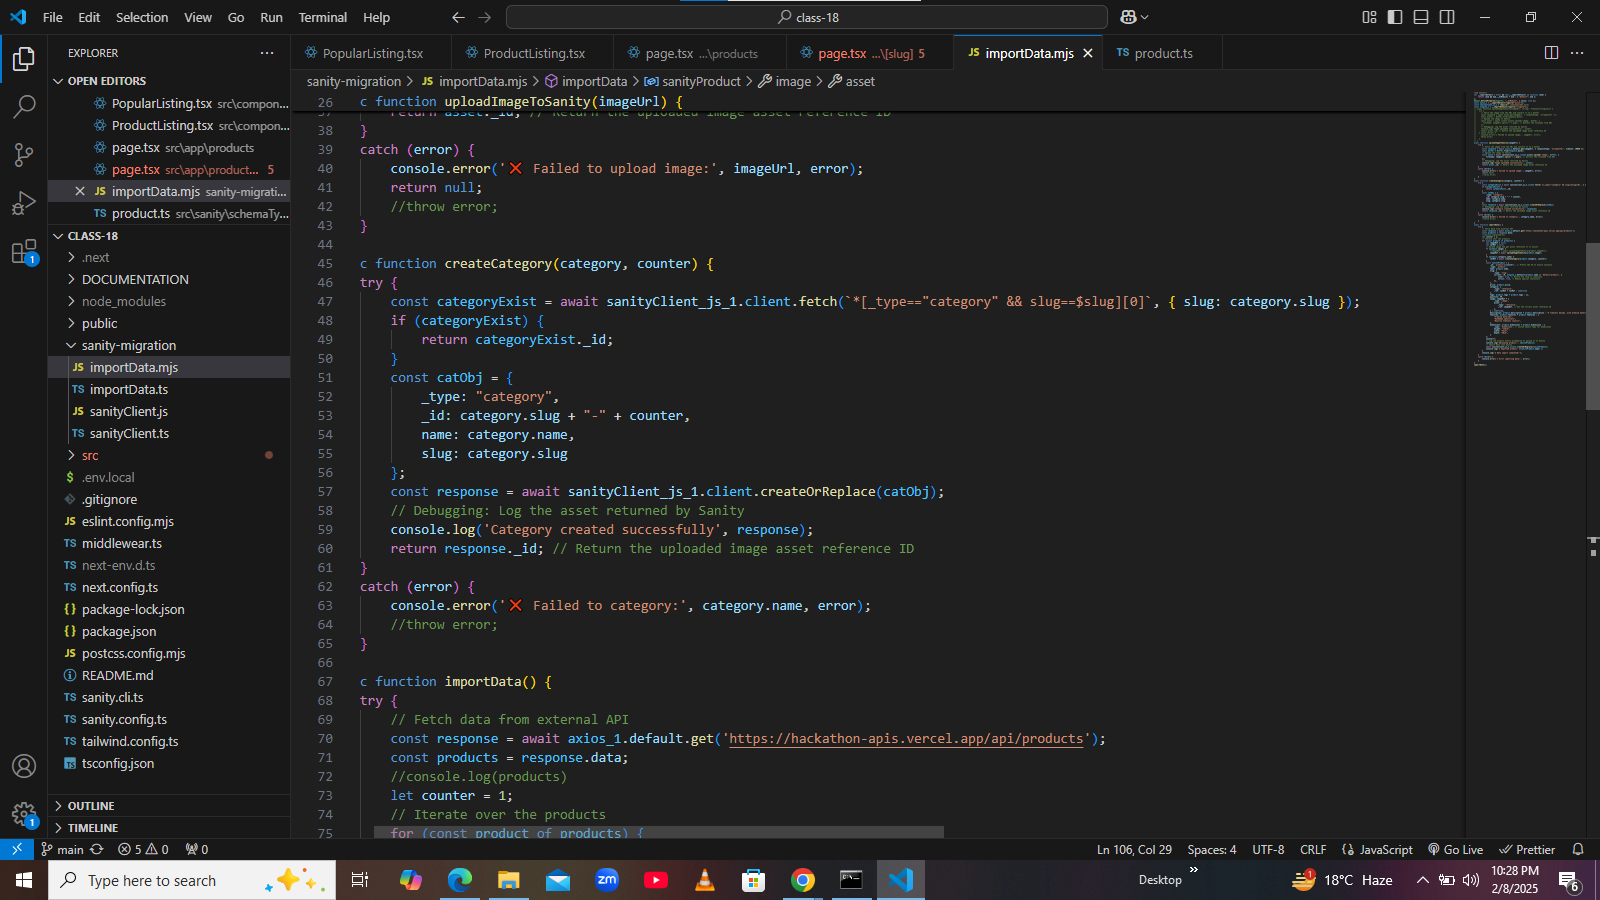 File Edit Selection View Go Run Terminal Help
class-18
EXPLORER
OPEN EDITORS
PopularListing.tsx src\compon...
ProductListing.tsx src\compon...
page.tsx src\app\products
page.tsx src\app\product... 5
JS importData.mjs sanity-migrati...
TS product.ts src\sanity\schemaTy...
CLASS-18
.next
DOCUMENTATION
node_modules
public
sanity-migration
JS importData.mjs
TS importData.ts
JS sanityClient.js
TS sanityClient.ts
src
$ .env.local
.gitignore
JS eslint.config.mjs
TS middlewear.ts
TS next-env.d.ts
TS next.config.ts
{} package-lock.json
{} package.json
JS postcss.config.mjs
README.md
TS sanity.cli.ts
TS sanity.config.ts
TS tailwind.config.ts
tsconfig.json
OUTLINE
TIMELINE
PopularListing.tsx ProductListing.tsx page.tsx ...\products page.tsx ...\[slug] 5 JS importData.mjs TS product.ts
sanity-migration > JS importData.mjs > importData > sanityProduct > image > asset
26 c function uploadImageToSanity(imageUrl) {
37 return asset._id; // Return the uploaded image asset reference ID
38 }
39 catch (error) {
40 console.error('❌ Failed to upload image:', imageUrl, error);
41 return null;
42 //throw error;
43 }
44
45 c function createCategory(category, counter) {
46 try {
47 const categoryExist = await sanityClient_js_1.client.fetch(`*[_type=="category" && slug==$slug][0]`, { slug: category.slug });
48 if (categoryExist) {
49 return categoryExist._id;
50 }
51 const catObj = {
52 _type: "category",
53 _id: category.slug + "-" + counter,
54 name: category.name,
55 slug: category.slug
56 };
57 const response = await sanityClient_js_1.client.createOrReplace(catObj);
58 // Debugging: Log the asset returned by Sanity
59 console.log('Category created successfully', response);
60 return response._id; // Return the uploaded image asset reference ID
61 }
62 catch (error) {
63 console.error('❌ Failed to category:', category.name, error);
64 //throw error;
65 }
66
67 c function importData() {
68 try {
69 // Fetch data from external API
70 const response = await axios_1.default.get('https://hackathon-apis.vercel.app/api/products');
71 const products = response.data;
72 //console.log(products)
73 let counter = 1;
74 // Iterate over the products
75 for (const product of products) {
1
1
main 5 0 0
Ln 106, Col 29 Spaces: 4 UTF-8 CRLF {} JavaScript Go Live Prettier
Type here to search
zm
Desktop
1
18°C Haze
10:28 PM
2/8/2025
6